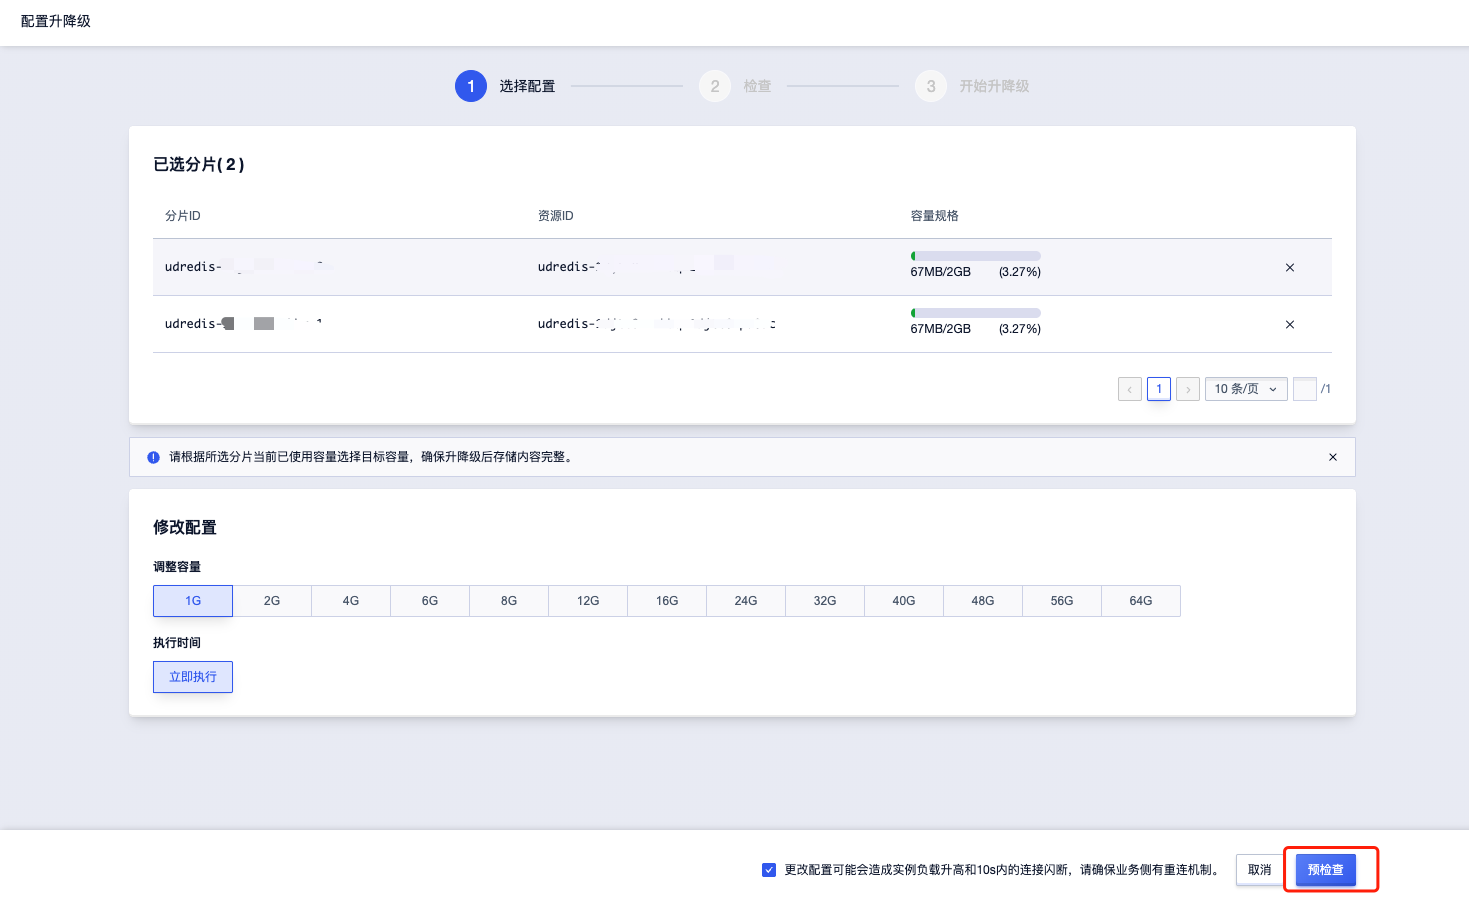 配置升降级
1 选择配置 2 检查 3 开始升降级
已选分片( 2 )
分片ID 资源ID 容量规格
udredis- udredis- 67MB/2GB (3.27%)
udredis- udredis- 67MB/2GB (3.27%)
1 10 条/页 /1
请根据所选分片当前已使用容量选择目标容量，确保升降级后存储内容完整。
修改配置
调整容量
1G 2G 4G 6G 8G 12G 16G 24G 32G 40G 48G 56G 64G
执行时间
立即执行
更改配置可能会造成实例负载升高和10s内的连接闪断，请确保业务侧有重连机制。 取消 预检查